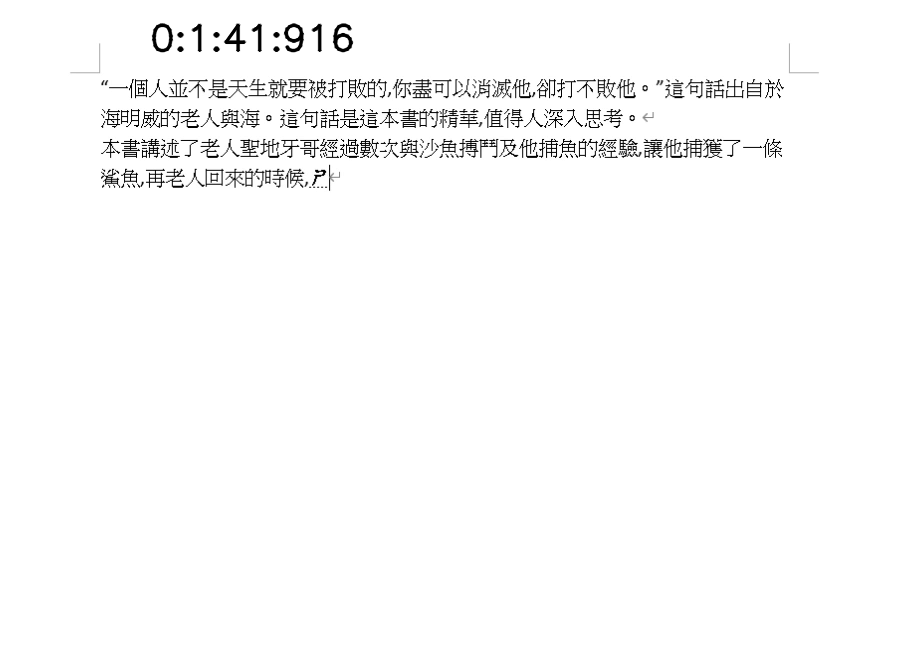 0:1:41:916
“一個人並不是天生就要被打敗的,你盡可以消滅他,卻打不敗他。”這句話出自於
海明威的老人與海。這句話是這本書的精華,值得人深入思考。
本書講述了老人聖地牙哥經過數次與沙魚搏鬥及他捕魚的經驗,讓他捕獲了一條
鯊魚,再老人回來的時候,ㄕ